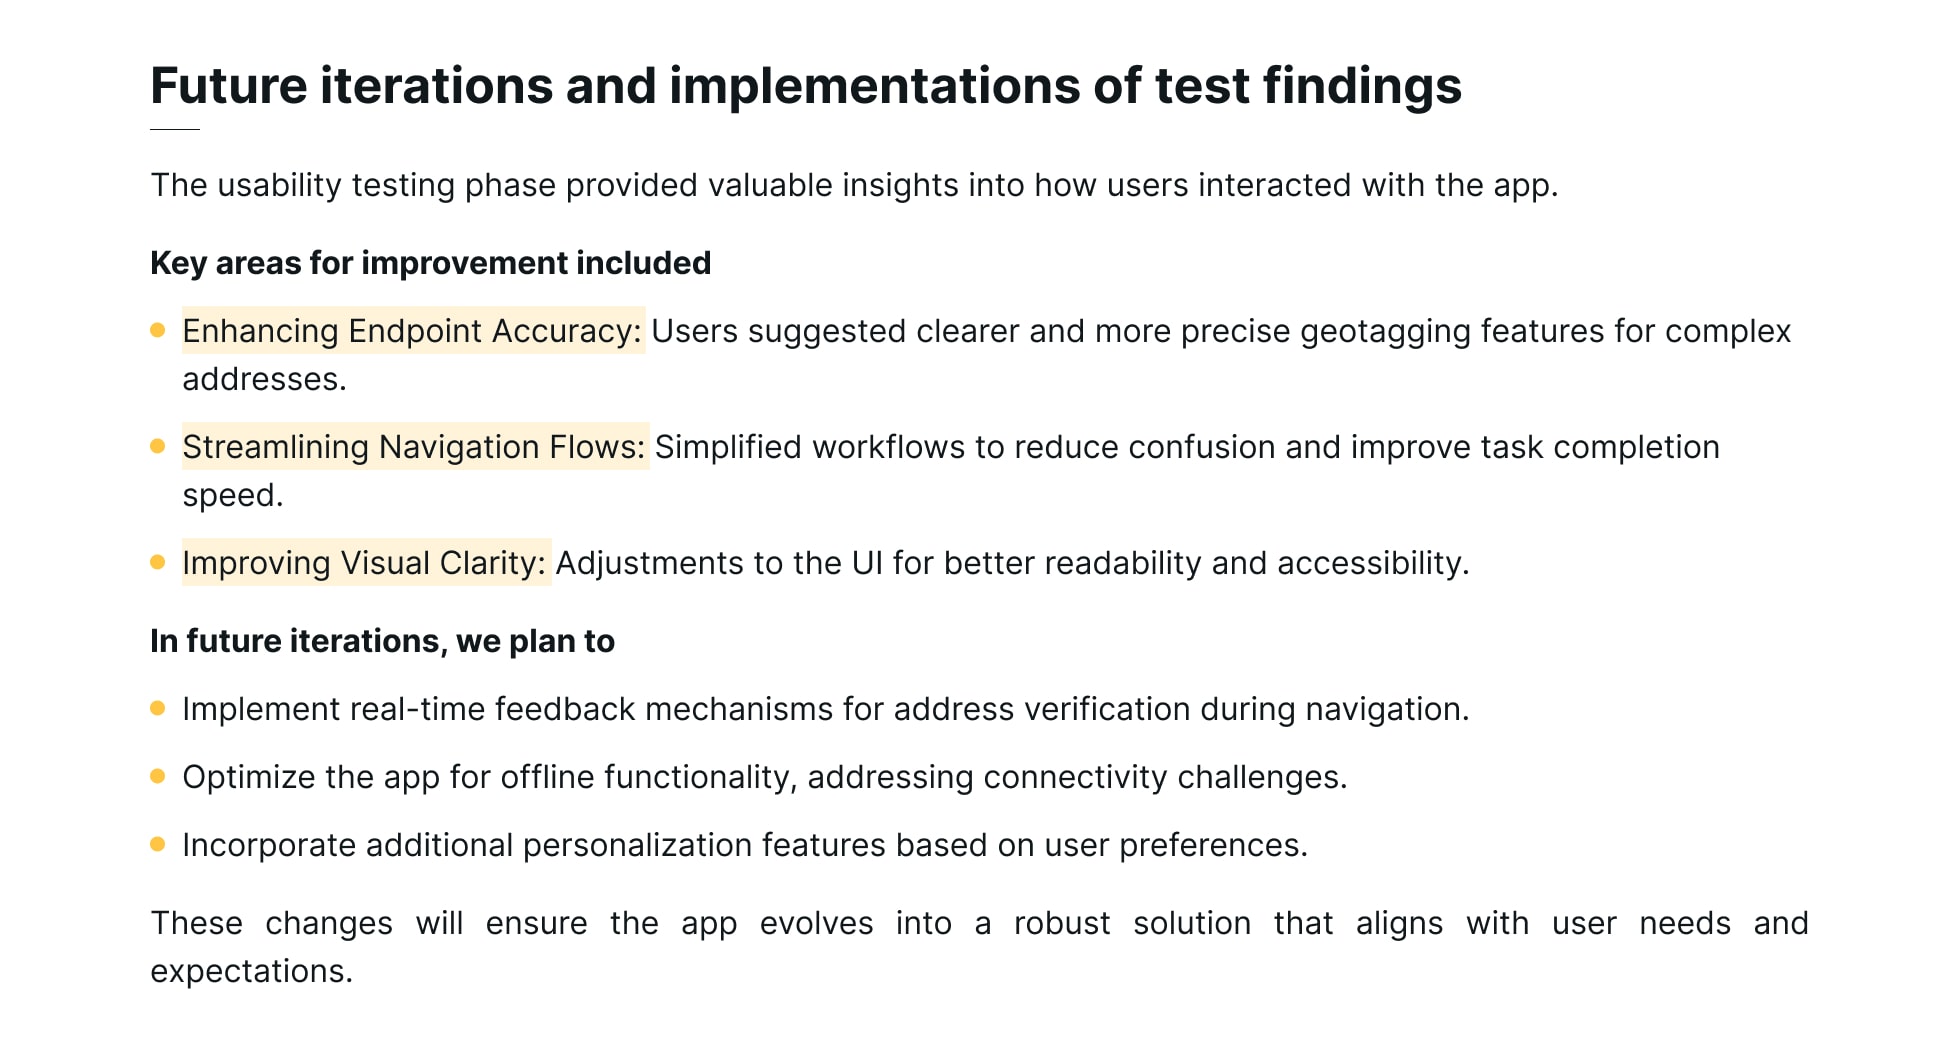 Future iterations and implementations of test findings
The usability testing phase provided valuable insights into how users interacted with the app.
Key areas for improvement included
Enhancing Endpoint Accuracy: Users suggested clearer and more precise geotagging features for complex
addresses.
Streamlining Navigation Flows: Simplified workflows to reduce confusion and improve task completion
speed.
Improving Visual Clarity: Adjustments to the UI for better readability and accessibility.
In future iterations, we plan to
Implement real-time feedback mechanisms for address verification during navigation.
Optimize the app for offline functionality, addressing connectivity challenges.
Incorporate additional personalization features based on user preferences.
These changes will ensure the app evolves into a robust solution that aligns with user needs and
expectations.